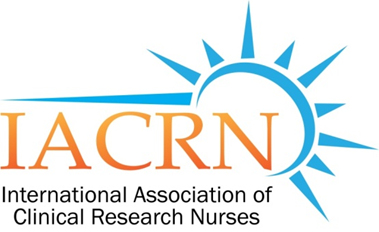 IACRN
International Association of
Clinical Research Nurses